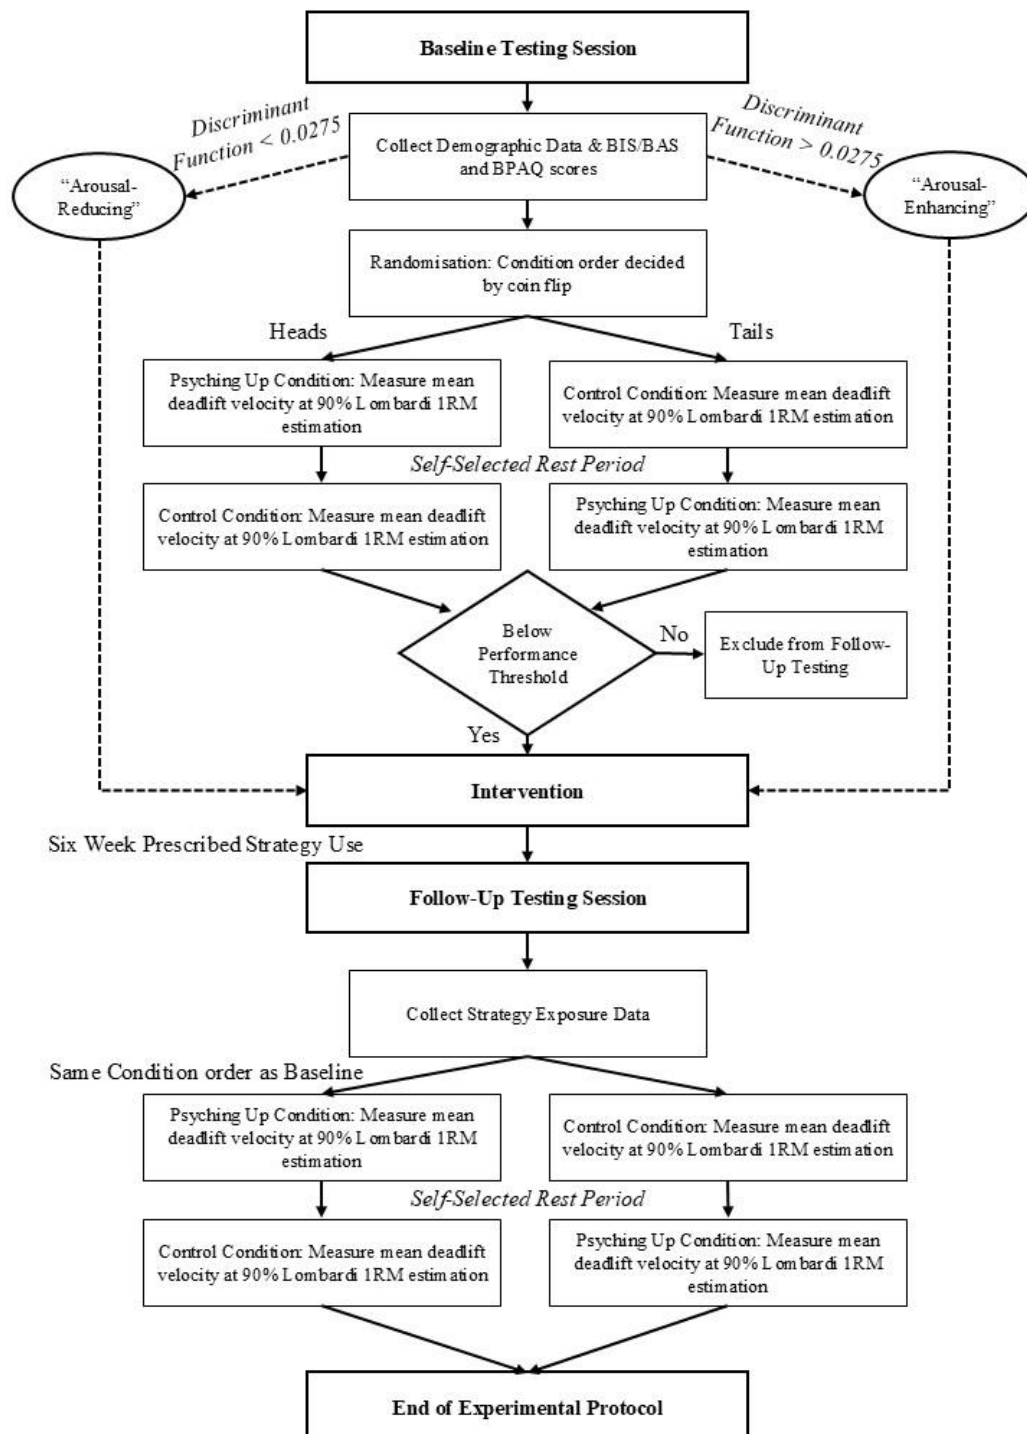 Baseline Testing Session
Discriminant
Function < 0.0275
Discriminant
Function > 0.0275
Collect Demographic Data & BIS/BAS
and BPAQ scores
“Arousal-
Reducing”
“Arousal-
Enhancing”
Randomisation: Condition order decided
by coin flip
Heads
Tails
Psyching Up Condition: Measure mean
deadlift velocity at 90% Lombardi 1RM
estimation
Control Condition: Measure mean deadlift
velocity at 90% Lombardi 1RM estimation
Self-Selected Rest Period
Control Condition: Measure mean deadlift
velocity at 90% Lombardi 1RM estimation
Psyching Up Condition: Measure mean
deadlift velocity at 90% Lombardi 1RM
estimation
Below
Performance
Threshold
No
Exclude from Follow-
Up Testing
Yes
Intervention
Six Week Prescribed Strategy Use
Follow-Up Testing Session
Collect Strategy Exposure Data
Same Condition order as Baseline
Psyching Up Condition: Measure mean
deadlift velocity at 90% Lombardi 1RM
estimation
Control Condition: Measure mean deadlift
velocity at 90% Lombardi 1RM estimation
Self-Selected Rest Period
Control Condition: Measure mean deadlift
velocity at 90% Lombardi 1RM estimation
Psyching Up Condition: Measure mean
deadlift velocity at 90% Lombardi 1RM
estimation
End of Experimental Protocol